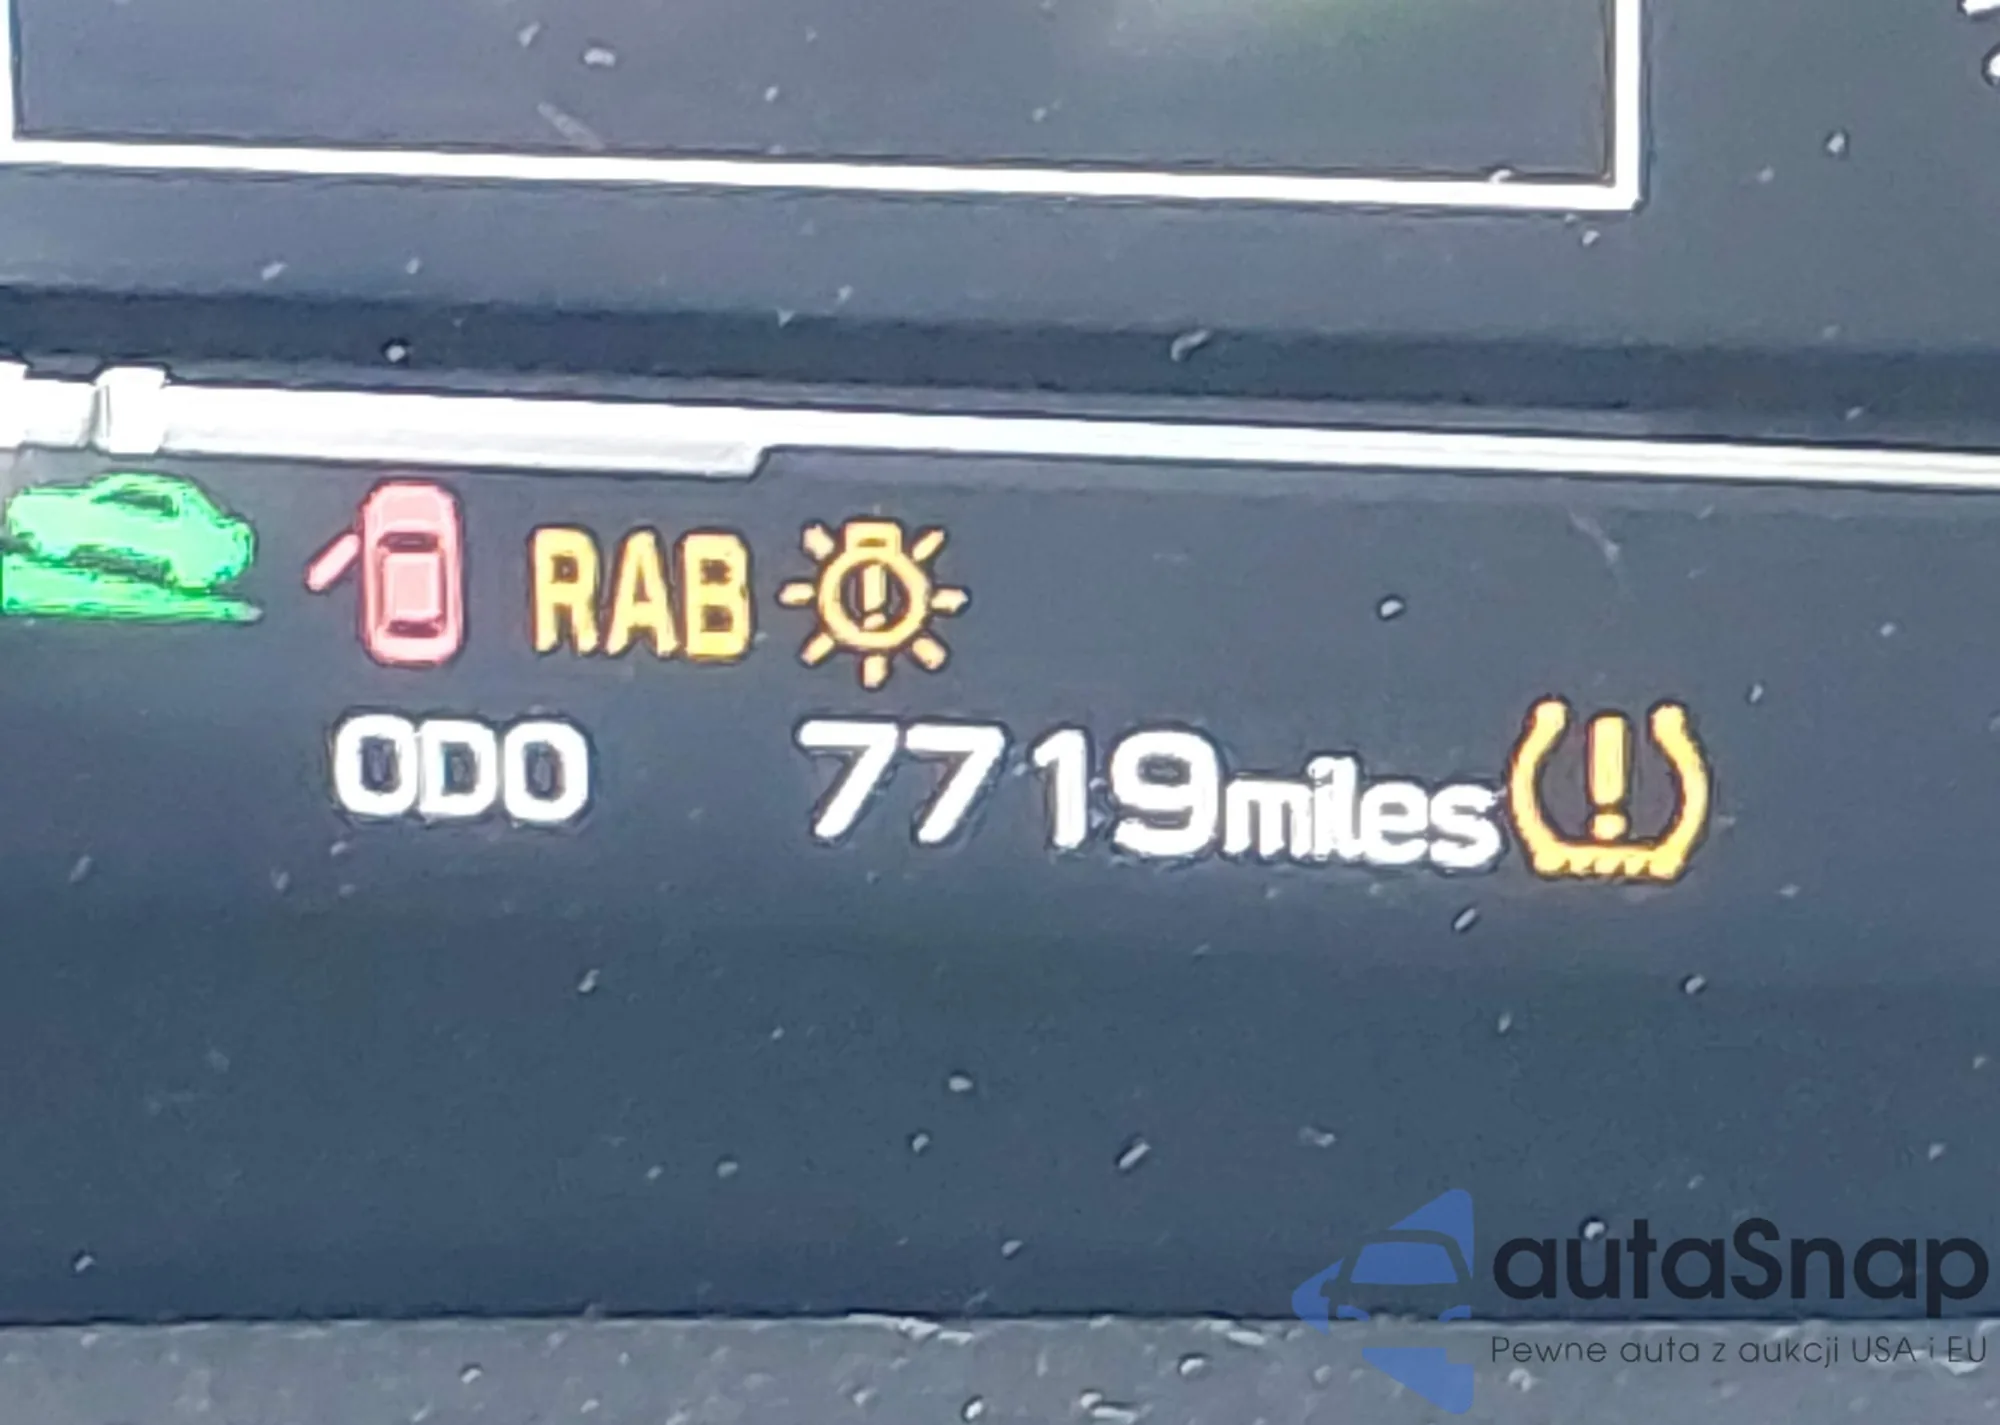 RAB
ODO 7719miles
autaSnap
Pewne auta z aukcji USA i EU